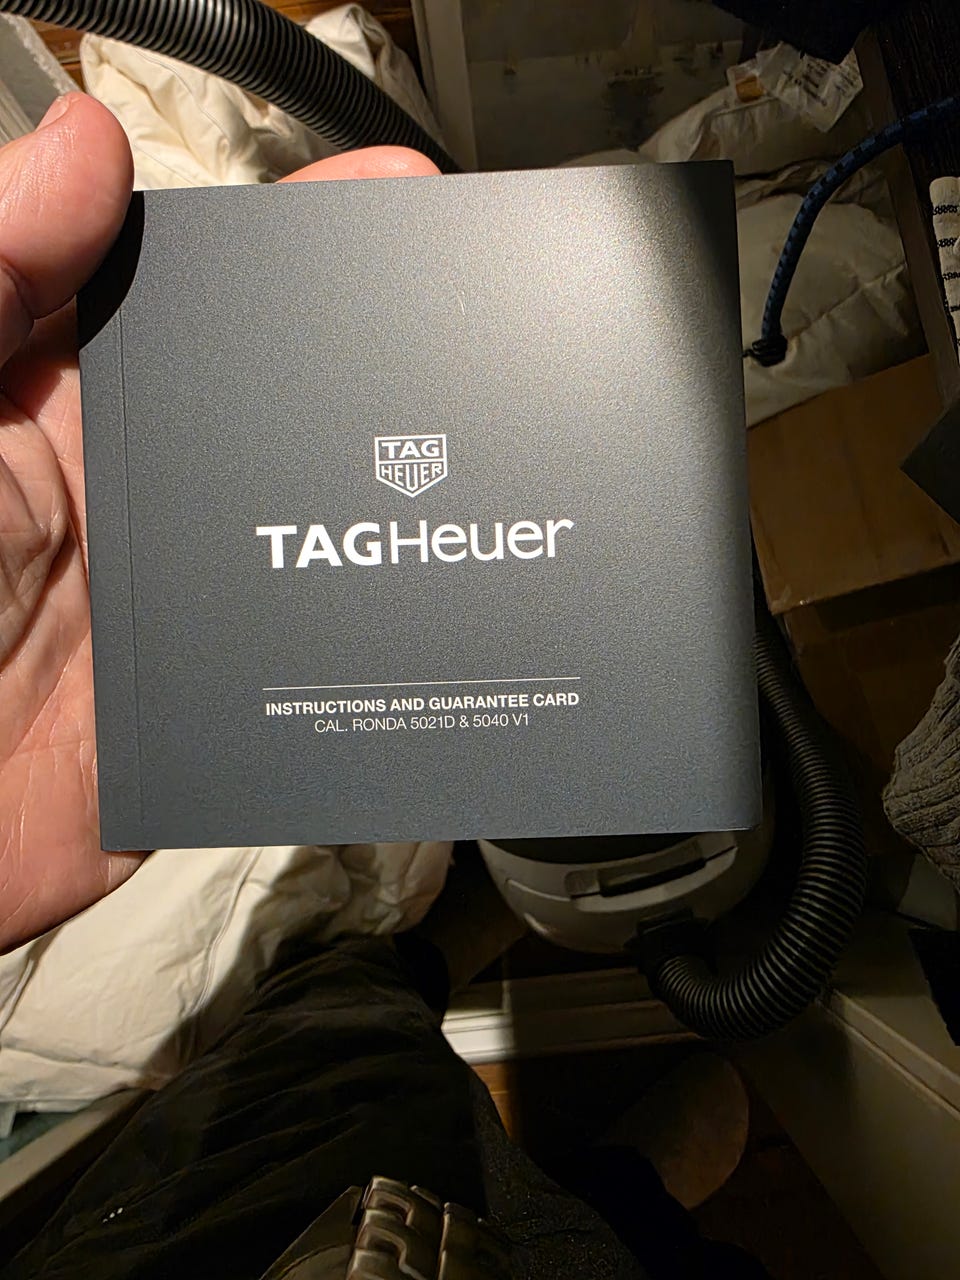 TAG
HEUER
TAGHeuer
INSTRUCTIONS AND GUARANTEE CARD
CAL. RONDA 5021D & 5040 V1